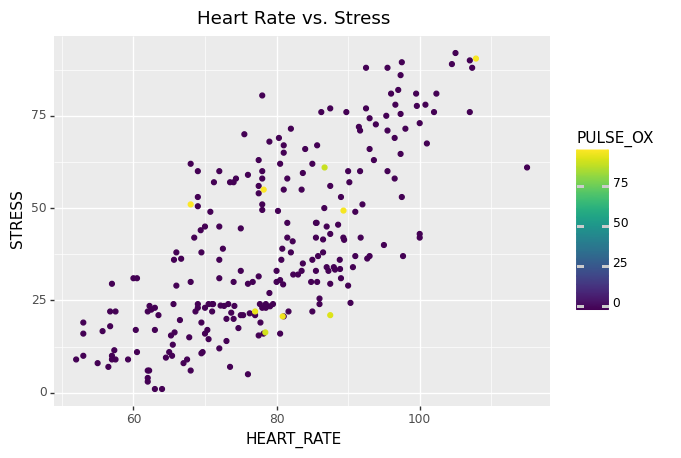 Heart Rate vs. Stress
STRESS
75
50
25
0
60
80
100
HEART_RATE
PULSE_OX
75
50
25
0